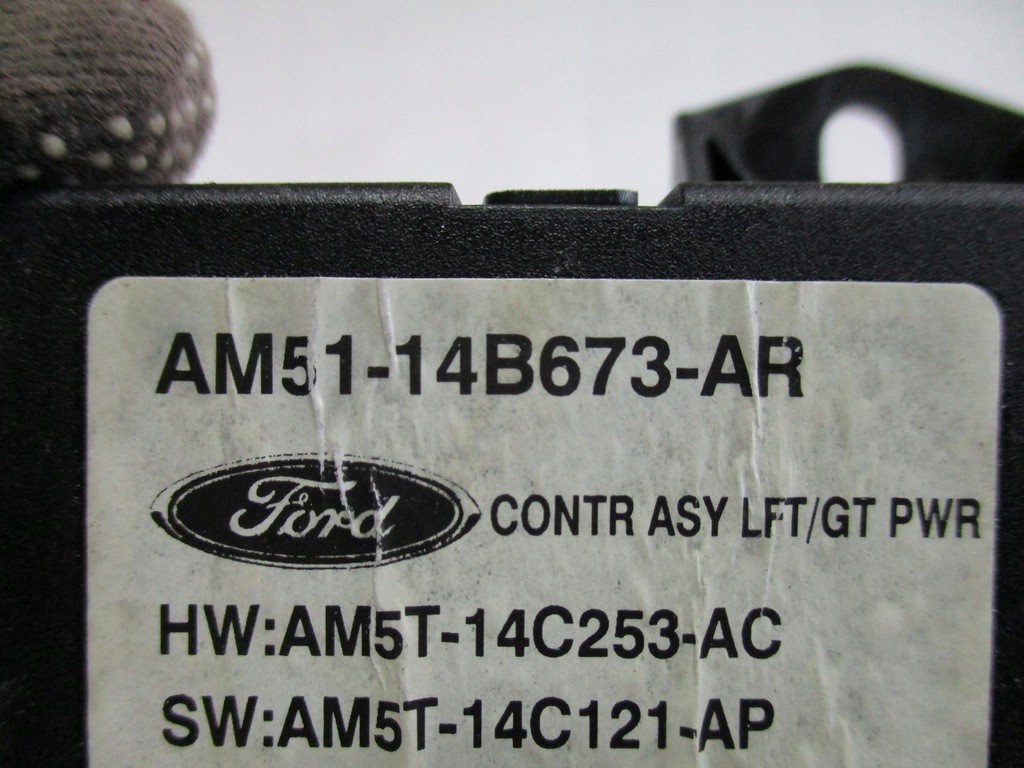 AM51-14B673-AR
Ford CONTR ASY LFT/GT PWR
HW:AM5T-14C253-AC
SW:AM5T-14C121-AP